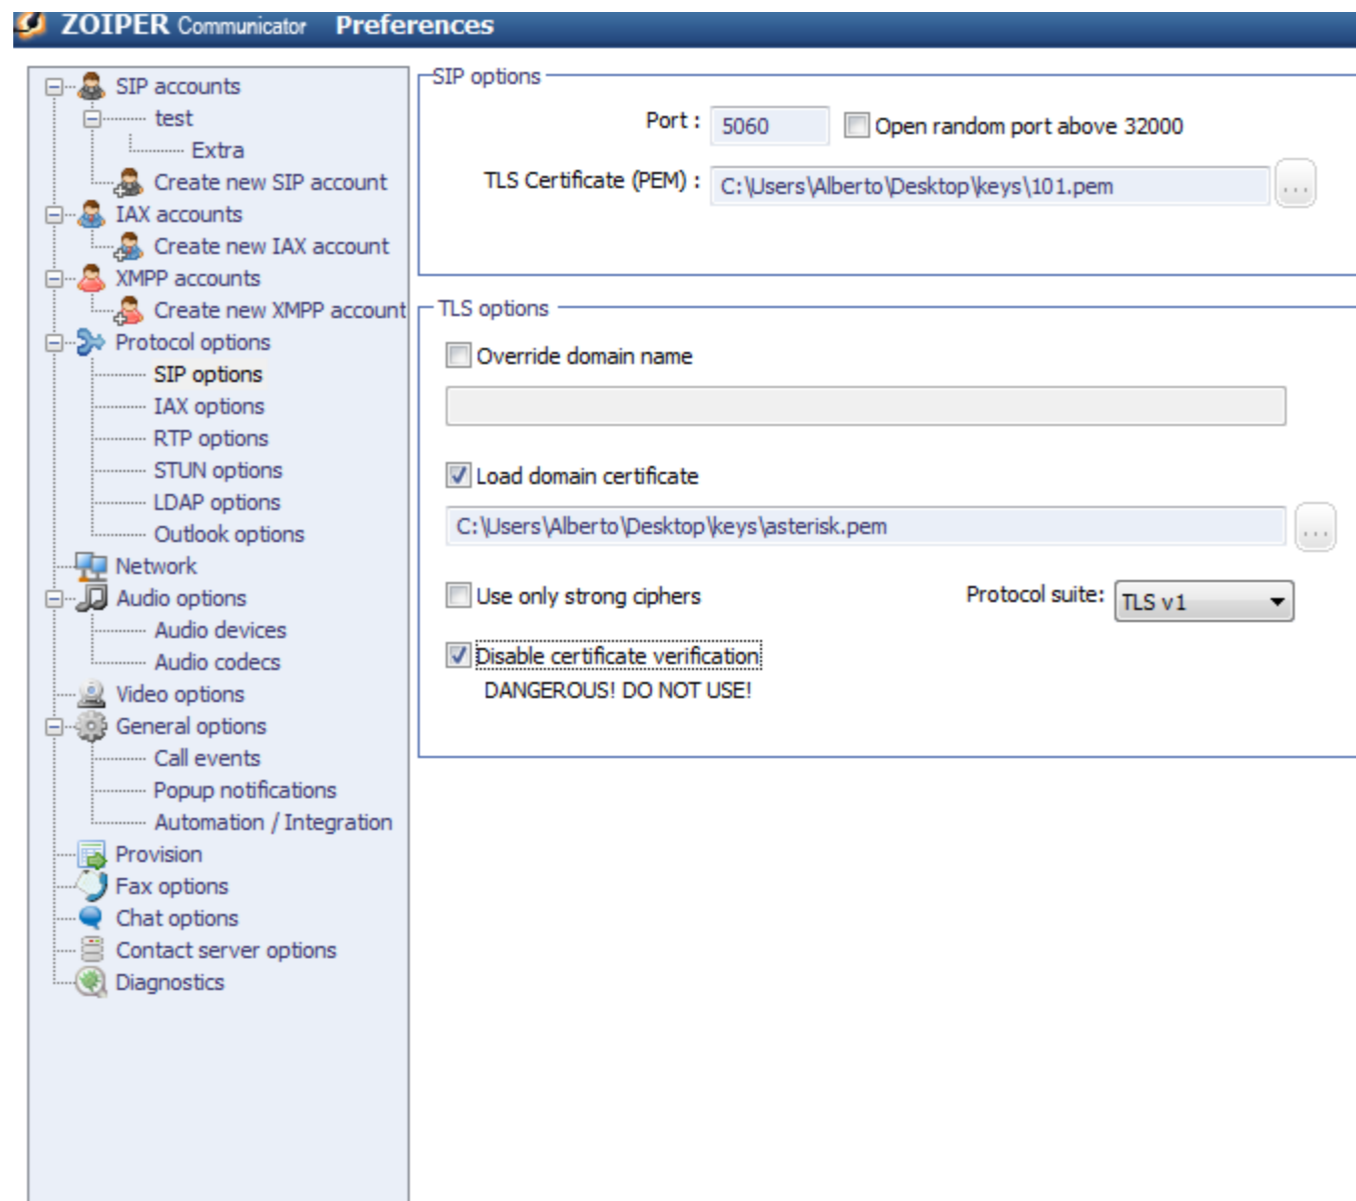 ZOIPER Communicator Preferences
SIP accounts
test
Extra
Create new SIP account
IAX accounts
Create new IAX account
XMPP accounts
Create new XMPP account
Protocol options
SIP options
IAX options
RTP options
STUN options
LDAP options
Outlook options
Network
Audio options
Audio devices
Audio codecs
Video options
General options
Call events
Popup notifications
Automation / Integration
Provision
Fax options
Chat options
Contact server options
Diagnostics
SIP options
Port : 5060 Open random port above 32000
TLS Certificate (PEM) : C:\Users\Alberto\Desktop\keys\101.pem ...
TLS options
Override domain name
Load domain certificate
C:\Users\Alberto\Desktop\keys\asterisk.pem ...
Use only strong ciphers Protocol suite: TLS v1
Disable certificate verification
DANGEROUS! DO NOT USE!